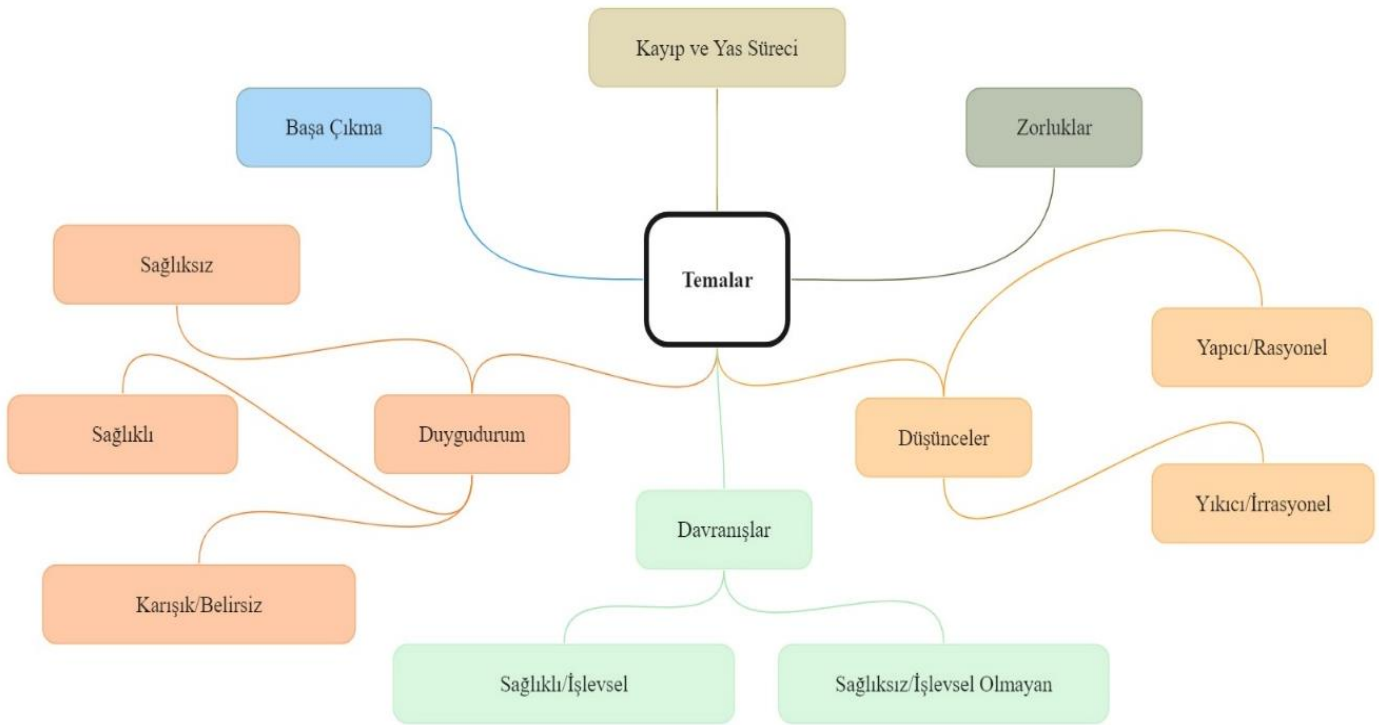 Kayıp ve Yas Süreci
Başa Çıkma
Zorluklar
Temalar
Sağlıksız
Yapıcı/Rasyonel
Sağlıklı
Duygudurum
Düşünceler
Yıkıcı/İrrasyonel
Davranışlar
Karışık/Belirsiz
Sağlıklı/İşlevsel
Sağlıksız/İşlevsel Olmayan